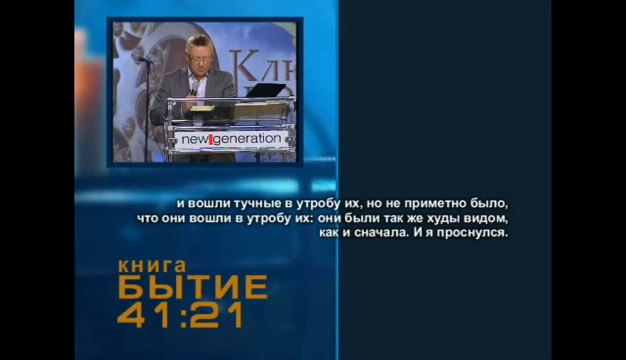 Клю
new generation
и вошли тучные в утробу их, но не приметно было,
что они вошли в утробу их: они были так же худы видом,
как и сначала. И я проснулся.
книга
БЫТИЕ
41:21